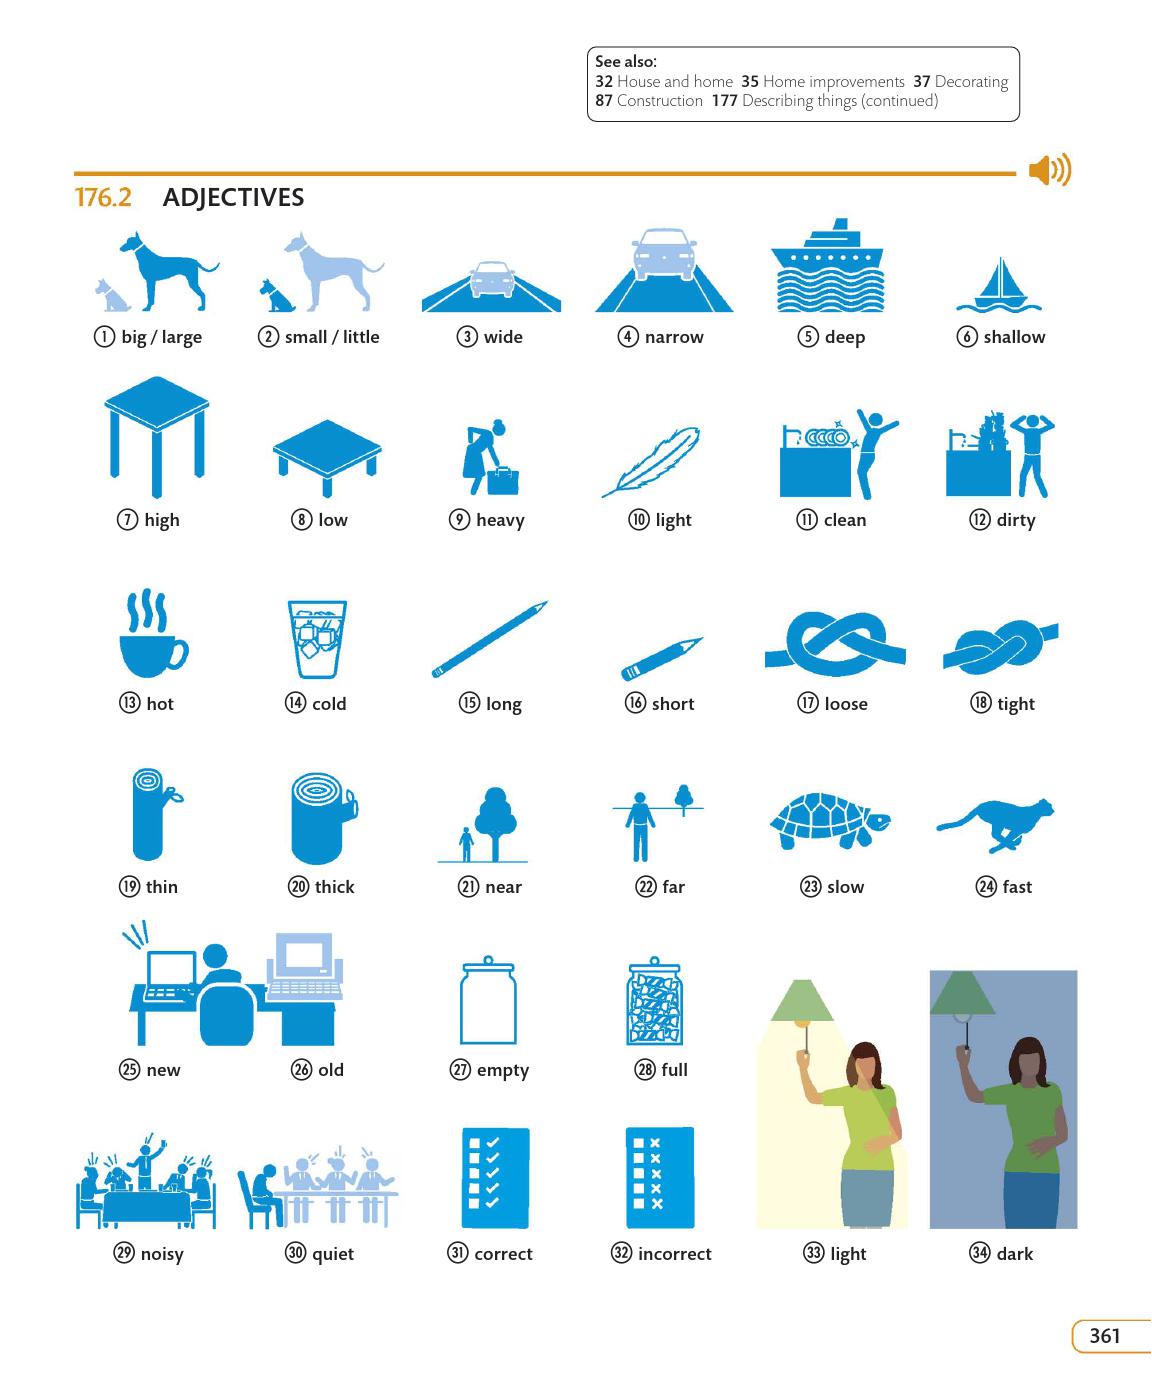 See also:
32 House and home 35 Home improvements 37 Decorating
87 Construction 177 Describing things (continued)
176.2 ADJECTIVES
1 big / large
2 small / little
3 wide
4 narrow
5 deep
6 shallow
7 high
8 low
9 heavy
10 light
11 clean
12 dirty
13 hot
14 cold
15 long
16 short
17 loose
18 tight
19 thin
20 thick
21 near
22 far
23 slow
24 fast
25 new
26 old
27 empty
28 full
29 noisy
30 quiet
31 correct
32 incorrect
33 light
34 dark
361